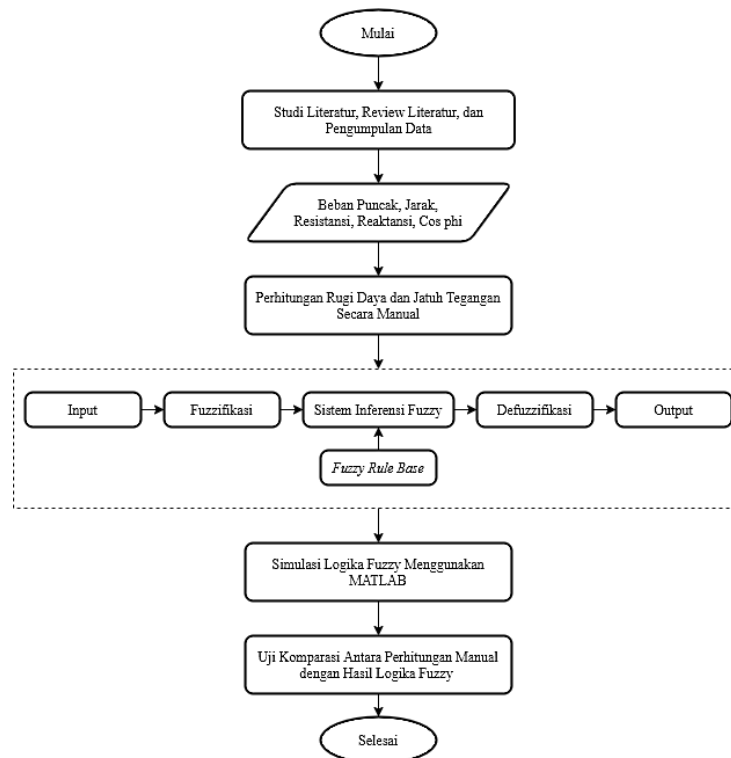 Mulai
Studi Literatur, Review Literatur, dan
Pengumpulan Data
Beban Puncak, Jarak,
Resistansi, Reaktansi, Cos phi
Perhitungan Rugi Daya dan Jatuh Tegangan
Secara Manual
Input
Fuzzifikasi
Sistem Inferensi Fuzzy
Defuzzifikasi
Output
Fuzzy Rule Base
Simulasi Logika Fuzzy Menggunakan
MATLAB
Uji Komparasi Antara Perhitungan Manual
dengan Hasil Logika Fuzzy
Selesai